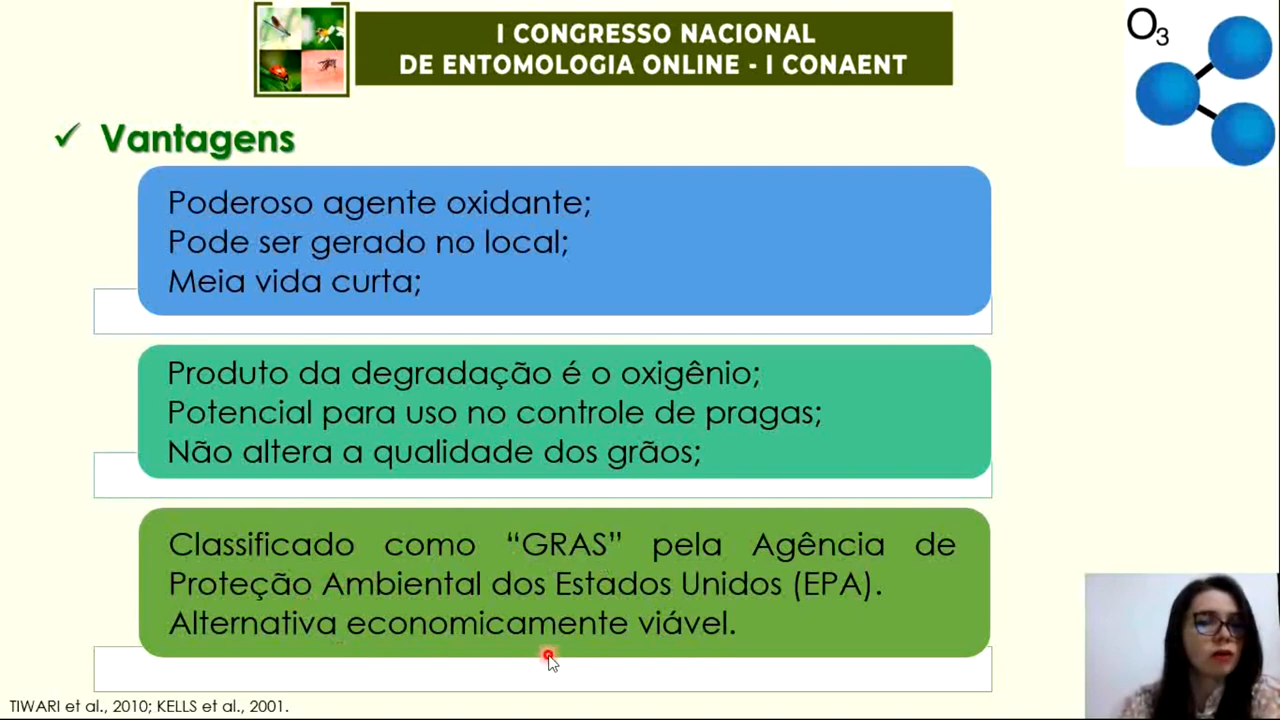 I CONGRESSO NACIONAL
DE ENTOMOLOGIA ONLINE - I CONAENT
O3
✓ Vantagens
Poderoso agente oxidante;
Pode ser gerado no local;
Meia vida curta;
Produto da degradação é o oxigênio;
Potencial para uso no controle de pragas;
Não altera a qualidade dos grãos;
Classificado como “GRAS” pela Agência de
Proteção Ambiental dos Estados Unidos (EPA).
Alternativa economicamente viável.
TIWARI et al., 2010; KELLS et al., 2001.